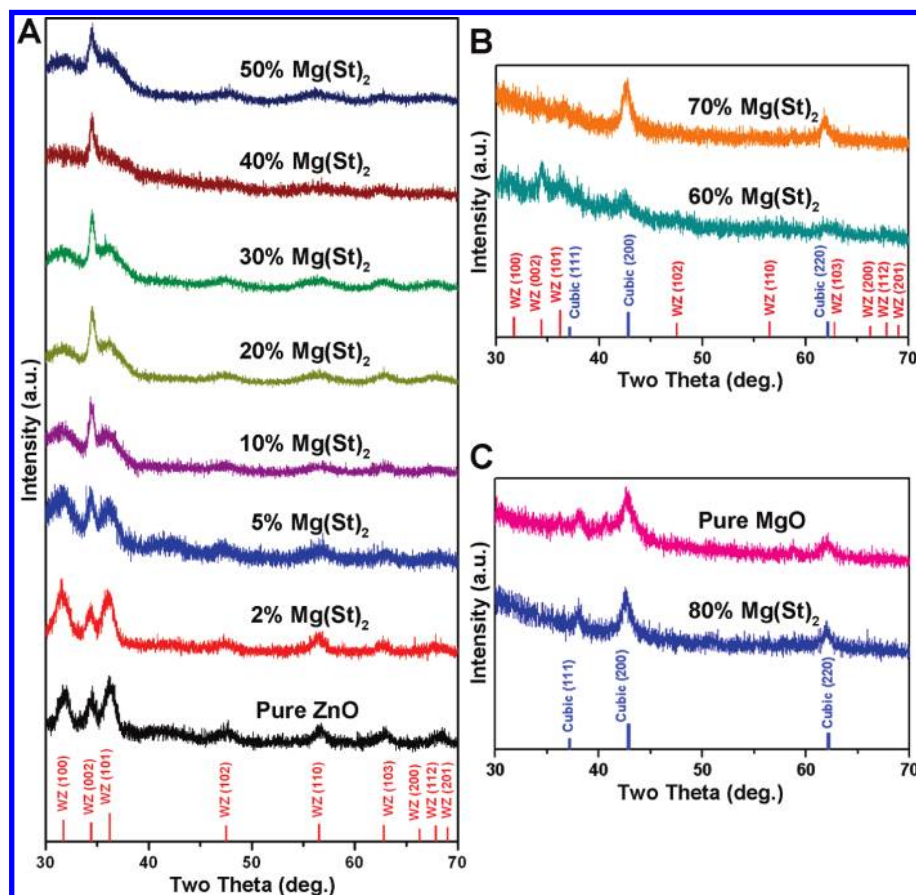 A
50% Mg(St)2
40% Mg(St)2
30% Mg(St)2
20% Mg(St)2
10% Mg(St)2
5% Mg(St)2
2% Mg(St)2
Pure ZnO
WZ (100)
WZ (002)
WZ (101)
WZ (102)
WZ (110)
WZ (103)
WZ (200)
WZ (112)
WZ (201)
Intensity (a.u.)
30 40 50 60 70
Two Theta (deg.)
B
70% Mg(St)2
60% Mg(St)2
WZ (100)
WZ (002)
WZ (101)
Cubic (111)
Cubic (200)
WZ (102)
WZ (110)
Cubic (220)
WZ (103)
WZ (200)
WZ (112)
WZ (201)
Intensity (a.u.)
30 40 50 60 70
Two Theta (deg.)
C
Pure MgO
80% Mg(St)2
Cubic (111)
Cubic (200)
Cubic (220)
Intensity (a.u.)
30 40 50 60 70
Two Theta (deg.)